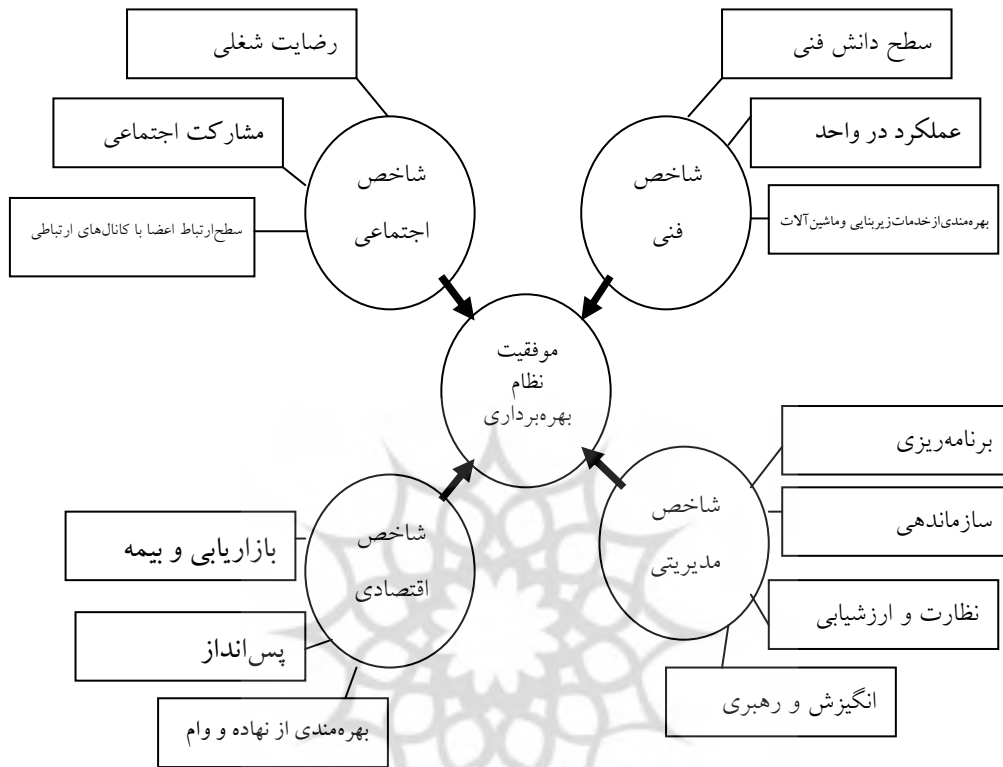 سطح دانش فنی
رضایت شغلی
عملکرد در واحد
مشارکت اجتماعی
شاخص
فنی
شاخص
اجتماعی
بهره‌مندی از خدمات زیربنایی وماشین آلات
سطح ارتباط اعضا با کانال‌های ارتباطی
موفقیت
نظام
بهره‌برداری
برنامه‌ریزی
شاخص
مدیریتی
شاخص
اقتصادی
سازماندهی
بازاریابی و بیمه
نظارت و ارزشیابی
پس‌انداز
انگیزش و رهبری
بهره‌مندی از نهاده و وام